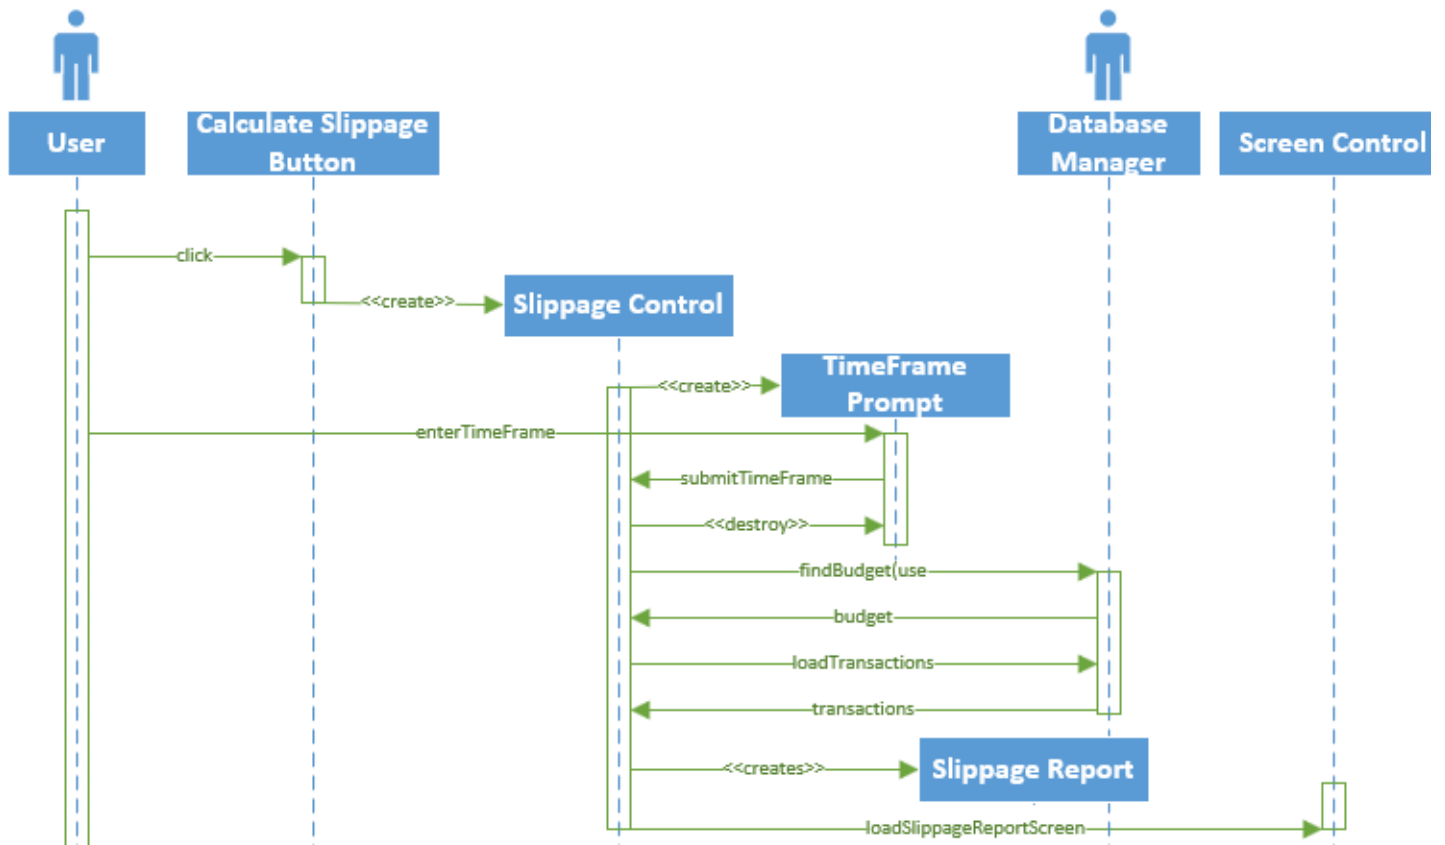 User
Calculate Slippage
Button
Database
Manager
Screen Control
click
<<create>>
Slippage Control
<<create>>
TimeFrame
Prompt
enterTimeFrame
submitTimeFrame
<<destroy>>
findBudget(use
budget
loadTransactions
transactions
<<creates>>
Slippage Report
loadSlippageReportScreen